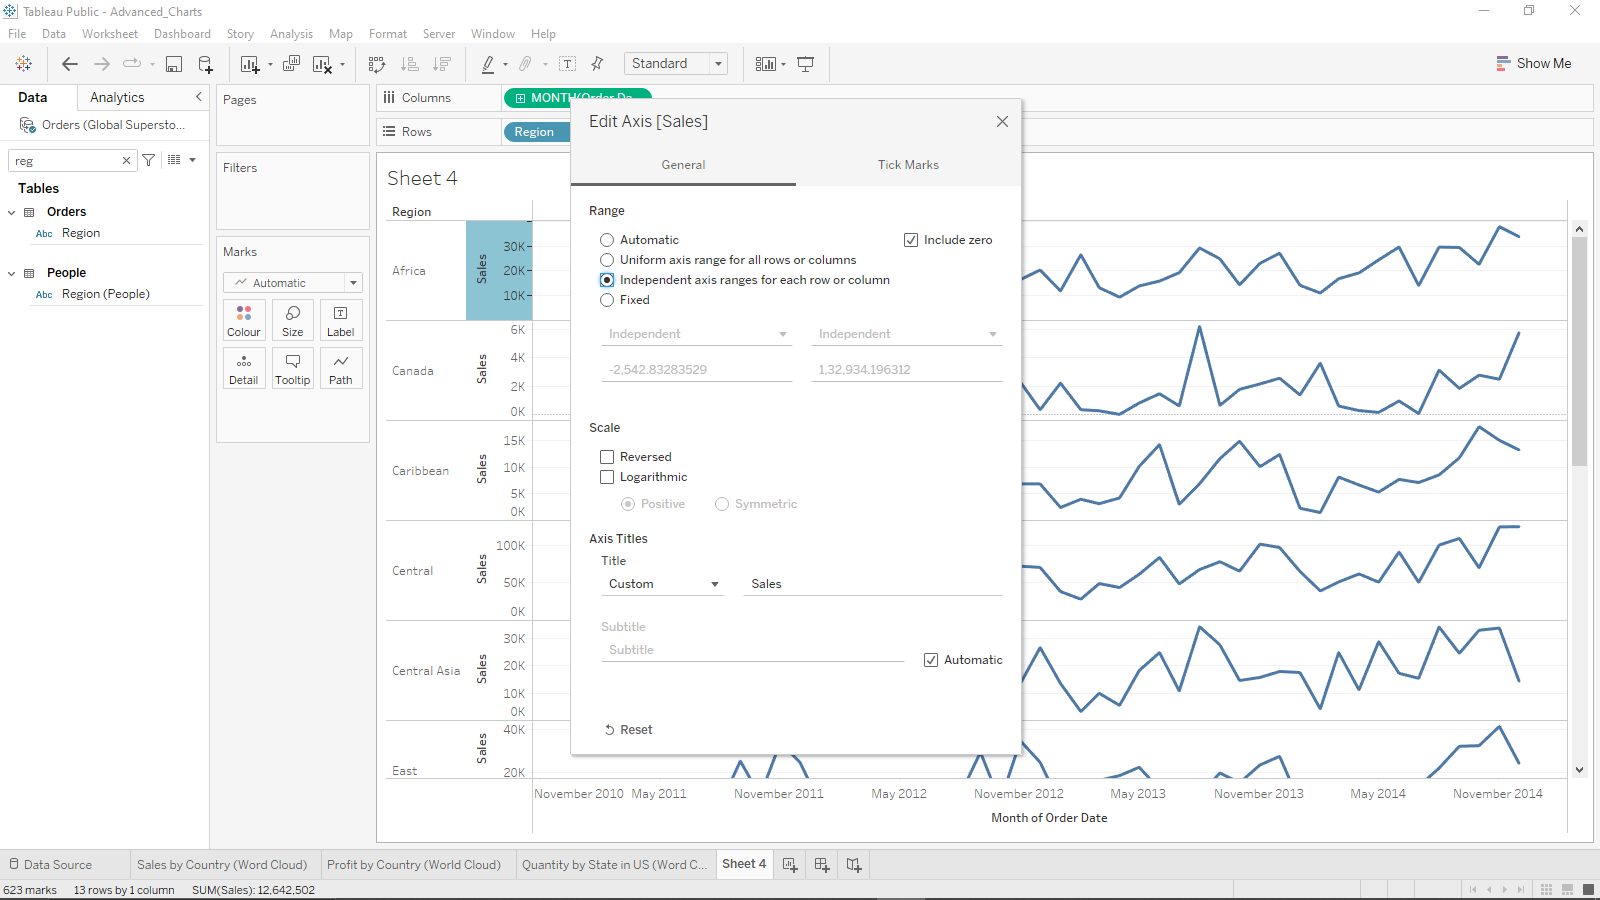 Tableau Public - Advanced_Charts
File Data Worksheet Dashboard Story Analysis Map Format Server Window Help
Standard
Show Me
Data Analytics
Orders (Global Supersto...
reg
Tables
Orders
Abc Region
People
Abc Region (People)
Pages
Filters
Marks
Automatic
Colour Size Label
Detail Tooltip Path
Columns
Rows Region
Sheet 4
Region
Africa Sales 30K 20K 10K
Canada Sales 6K 4K 2K 0K
Caribbean Sales 15K 10K 5K 0K
Central Sales 100K 50K 0K
Central Asia Sales 30K 20K 10K 0K
East Sales 40K 20K
November 2010 May 2011 November 2011 May 2012 November 2012 May 2013 November 2013 May 2014 November 2014
Month of Order Date
Edit Axis [Sales]
General Tick Marks
Range
Automatic Include zero
Uniform axis range for all rows or columns
Independent axis ranges for each row or column
Fixed
Independent Independent
-2,542.83283529 1,32,934.196312
Scale
Reversed
Logarithmic
Positive Symmetric
Axis Titles
Title
Custom Sales
Subtitle
Subtitle
Automatic
Reset
Data Source Sales by Country (Word Cloud) Profit by Country (World Cloud) Quantity by State in US (Word C... Sheet 4
623 marks 13 rows by 1 column SUM(Sales): 12,642,502